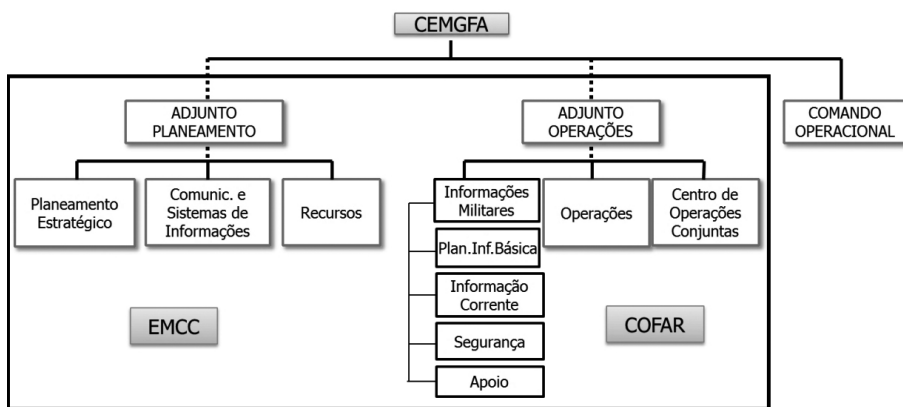 CEMGFA
ADJUNTO
PLANEAMENTO
ADJUNTO
OPERAÇÕES
COMANDO
OPERACIONAL
Planeamento
Estratégico
Comunic. e
Sistemas de
Informações
Recursos
Informações
Militares
Operações
Centro de
Operações
Conjuntas
Plan.Inf.Básica
Informação
Corrente
Segurança
Apoio
EMCC
COFAR